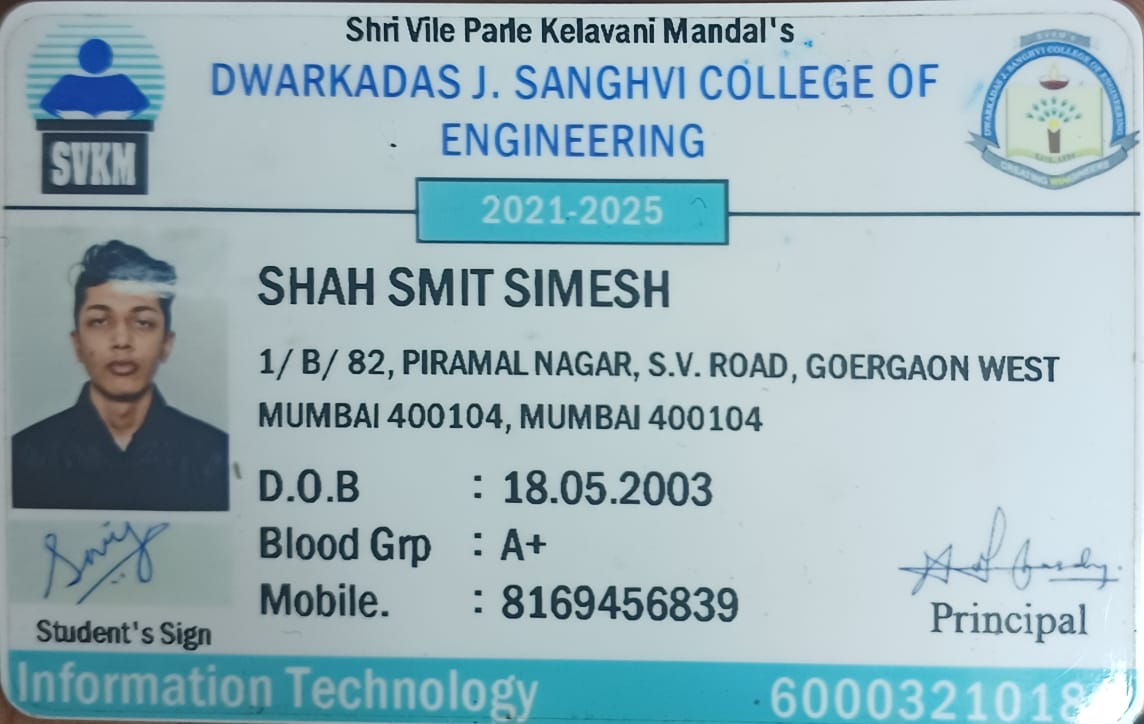 Shri Vile Parle Kelavani Mandal's
DWARKADAS J. SANGHVI COLLEGE OF
ENGINEERING
SVKM
DWARKADAS J. SANGHVI COLLEGE OF ENGINEERING
2021-2025
SHAH SMIT SIMESH
1/ B/ 82, PIRAMAL NAGAR, S.V. ROAD, GOERGAON WEST
MUMBAI 400104, MUMBAI 400104
D.O.B : 18.05.2003
Blood Grp : A+
Mobile. : 8169456839
Student's Sign
Principal
Information Technology